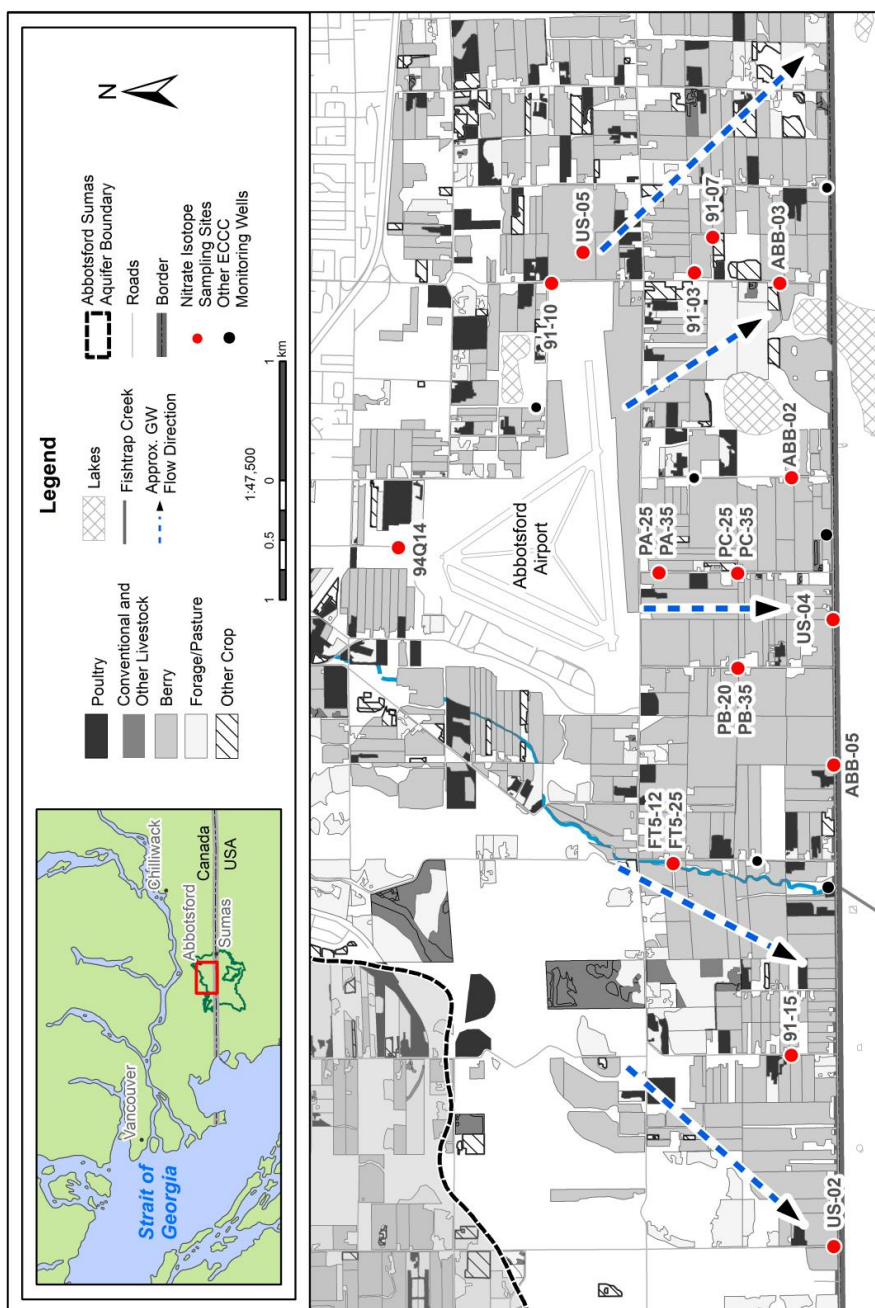 Chilliwack
Abbotsford
Canada
USA
Sumas
Vancouver
Strait of
Georgia
Legend
Poultry
Conventional and
Other Livestock
Berry
Forage/Pasture
Other Crop
Lakes
Fishtrap Creek
Approx. GW
Flow Direction
Abbotsford Sumas
Aquifer Boundary
Roads
Border
Nitrate Isotope
Sampling Sites
Other ECCC
Monitoring Wells
N
1:47,500
1 0.5 0 1
km
94Q14
91-10
US-05
Abbotsford
Airport
FT5-12
FT5-25
PA-25
PA-35
91-03
91-07
PB-20
PB-35
PC-25
PC-35
91-15
ABB-02
ABB-03
US-02
ABB-05
US-04